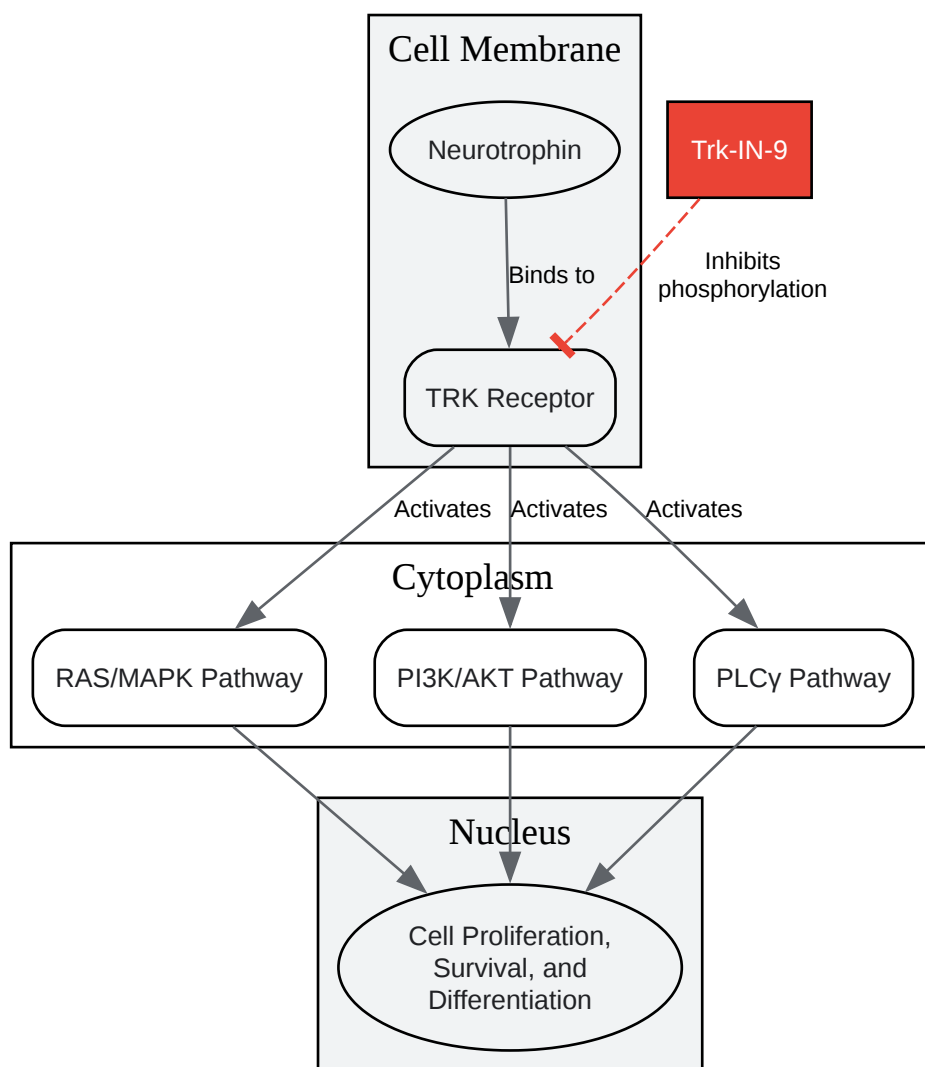 Cell Membrane
Neurotrophin
Trk-IN-9
Binds to
Inhibits
phosphorylation
TRK Receptor
Activates
Activates
Activates
Cytoplasm
RAS/MAPK Pathway
PI3K/AKT Pathway
PLCγ Pathway
Nucleus
Cell Proliferation,
Survival, and
Differentiation